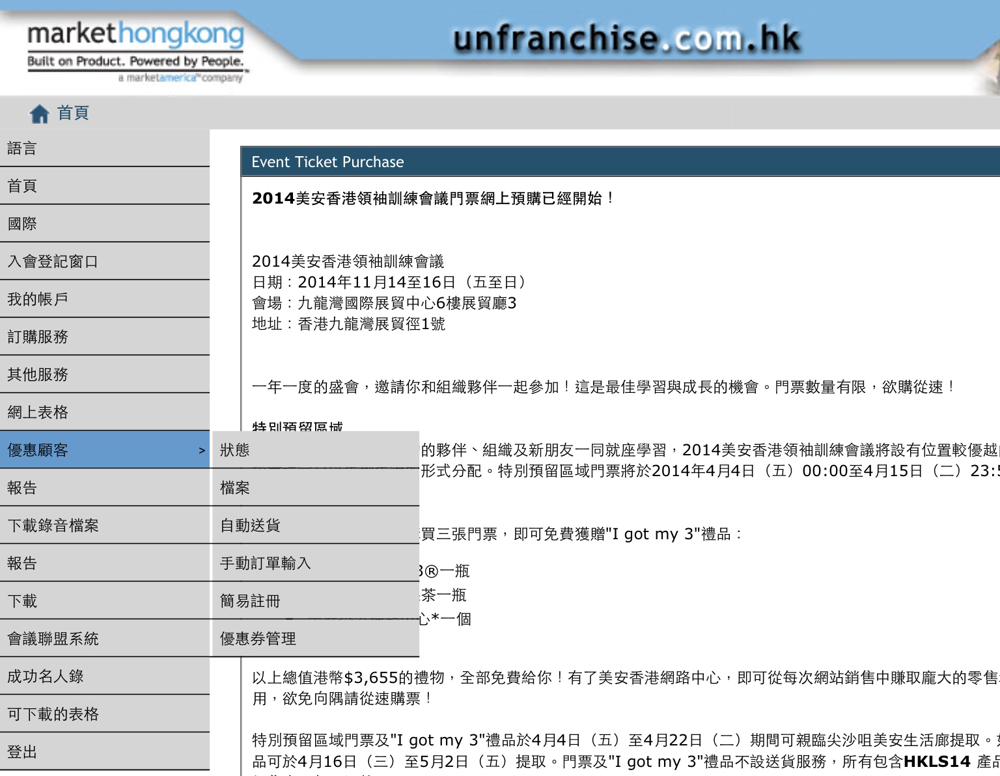 markethongkong
Built on Product. Powered by People.™
a marketamerica™company
unfranchise.com.hk
首頁
語言
首頁
國際
入會登記窗口
我的帳戶
訂購服務
其他服務
網上表格
優惠顧客 >
報告
下載錄音檔案
報告
下載
會議聯盟系統
成功名人錄
可下載的表格
登出
狀態
檔案
自動送貨
手動訂單輸入
簡易註冊
優惠券管理
Event Ticket Purchase
2014美安香港領袖訓練會議門票網上預購已經開始！
2014美安香港領袖訓練會議
日期：2014年11月14至16日（五至日）
會場：九龍灣國際展貿中心6樓展貿廳3
地址：香港九龍灣展貿徑1號
一年一度的盛會，邀請你和組織夥伴一起參加！這是最佳學習與成長的機會。門票數量有限，欲購從速！
特別預留區域
的夥伴、組織及新朋友一同就座學習，2014美安香港領袖訓練會議將設有位置較優越
形式分配。特別預留區域門票將於2014年4月4日（五）00:00至4月15日（二）23:5
買三張門票，即可免費獲贈"I got my 3"禮品：
3®一瓶
茶一瓶
心*一個
以上總值港幣$3,655的禮物，全部免費給你！有了美安香港網路中心，即可從每次網站銷售中賺取龐大的零售
用，欲免向隅請從速購票！
特別預留區域門票及"I got my 3"禮品於4月4日（五）至4月22日（二）期間可親臨尖沙咀美安生活廊提取。
品可於4月16日（三）至5月2日（五）提取。門票及"I got my 3"禮品不設送貨服務，所有包含HKLS14 產品